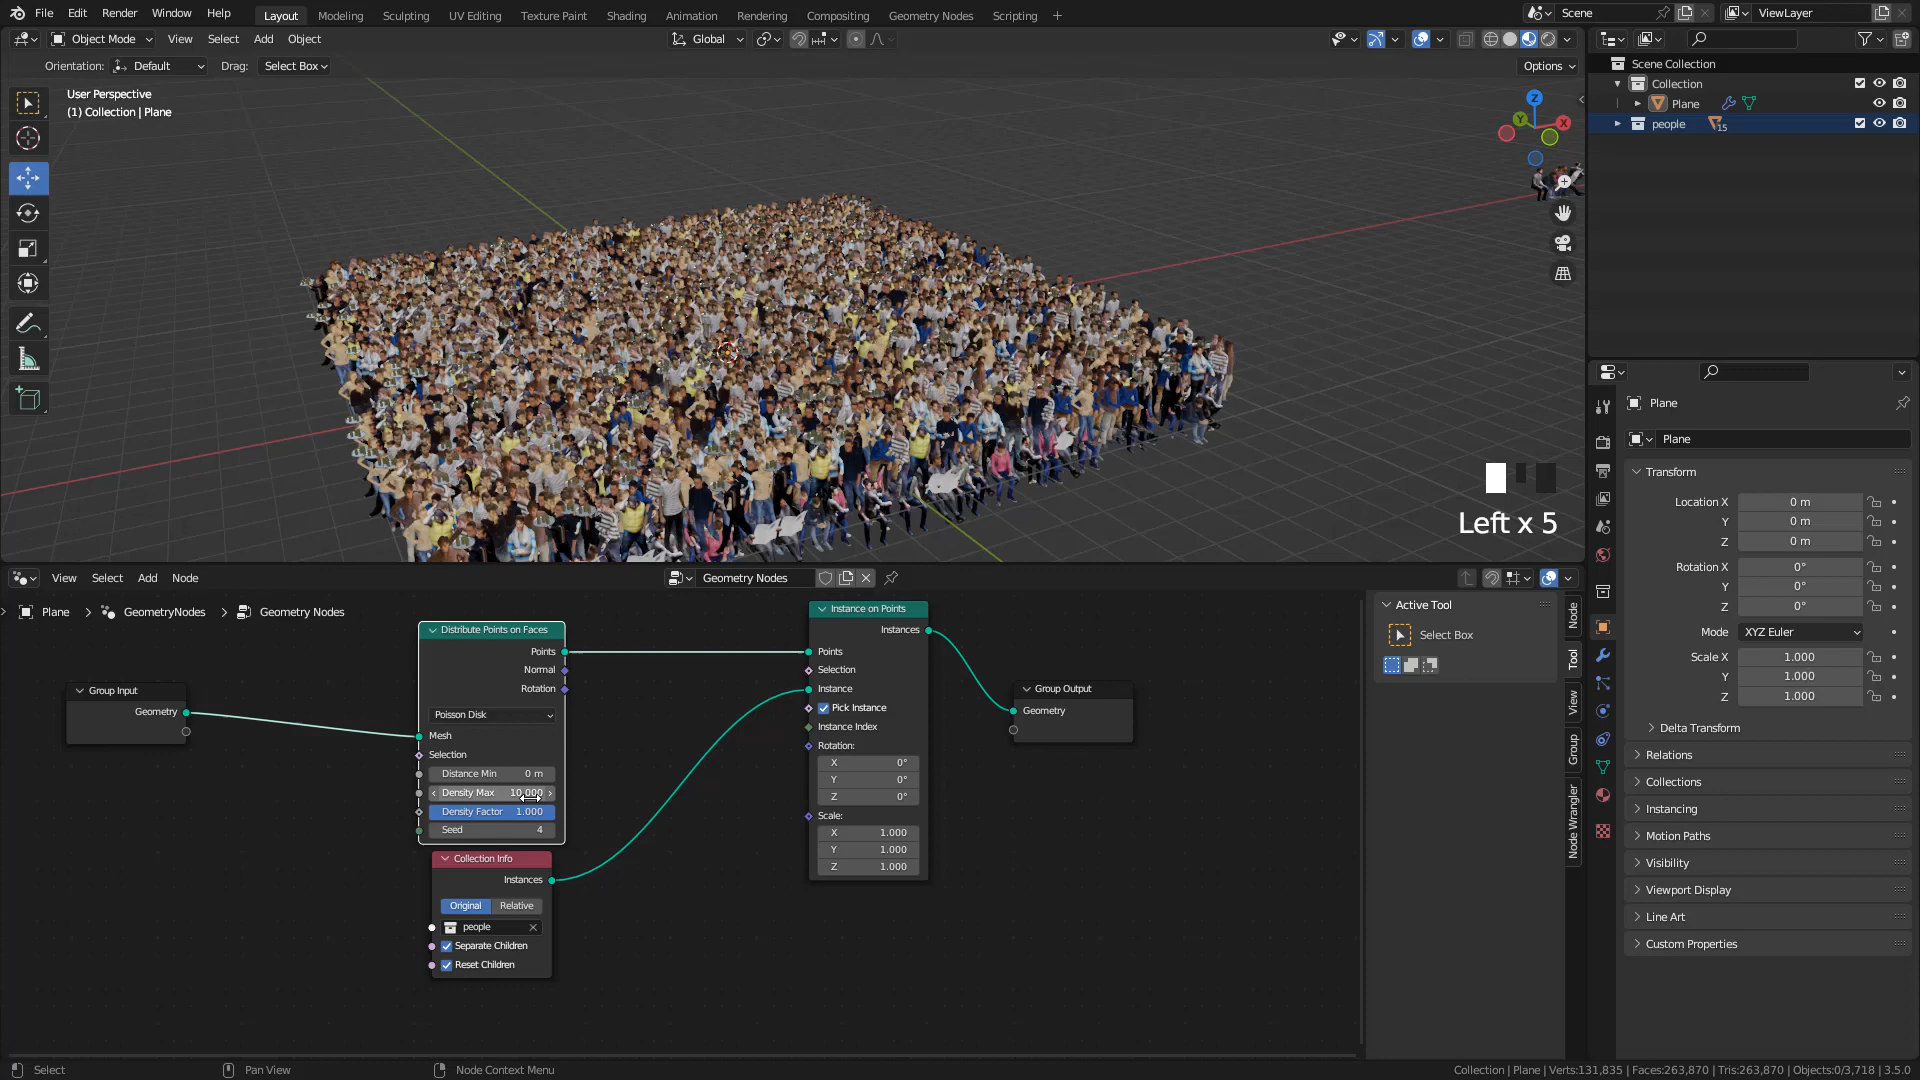 File Edit Render Window Help Layout Modeling Sculpting UV Editing Texture Paint Shading Animation Rendering Compositing Geometry Nodes Scripting + Scene ViewLayer
Object Mode View Select Add Object Global
Orientation: Default Drag: Select Box Options
User Perspective
(1) Collection | Plane
Z
Y
X
Left x 5
Scene Collection
Collection
Plane
people 15
Plane
Plane
Transform
Location X 0 m
Y 0 m
Z 0 m
Rotation X 0°
Y 0°
Z 0°
Mode XYZ Euler
Scale X 1.000
Y 1.000
Z 1.000
Delta Transform
Relations
Collections
Instancing
Motion Paths
Visibility
Viewport Display
Line Art
Custom Properties
View Select Add Node Geometry Nodes
Plane > GeometryNodes > Geometry Nodes
Group Input
Geometry
Distribute Points on Faces
Points
Normal
Rotation
Poisson Disk
Mesh
Selection
Distance Min 0 m
Density Max 10.000
Density Factor 1.000
Seed 4
Collection Info
Instances
Original Relative
people
Separate Children
Reset Children
Instance on Points
Instances
Points
Selection
Instance
Pick Instance
Instance Index
Rotation:
X 0°
Y 0°
Z 0°
Scale:
X 1.000
Y 1.000
Z 1.000
Group Output
Geometry
Active Tool
Select Box
Node
Tool
View
Group
Node Wrangler
Select Pan View Node Context Menu Collection | Plane | Verts:131,835 | Faces:263,870 | Tris:263,870 | Objects:0/3,718 | 3.5.0